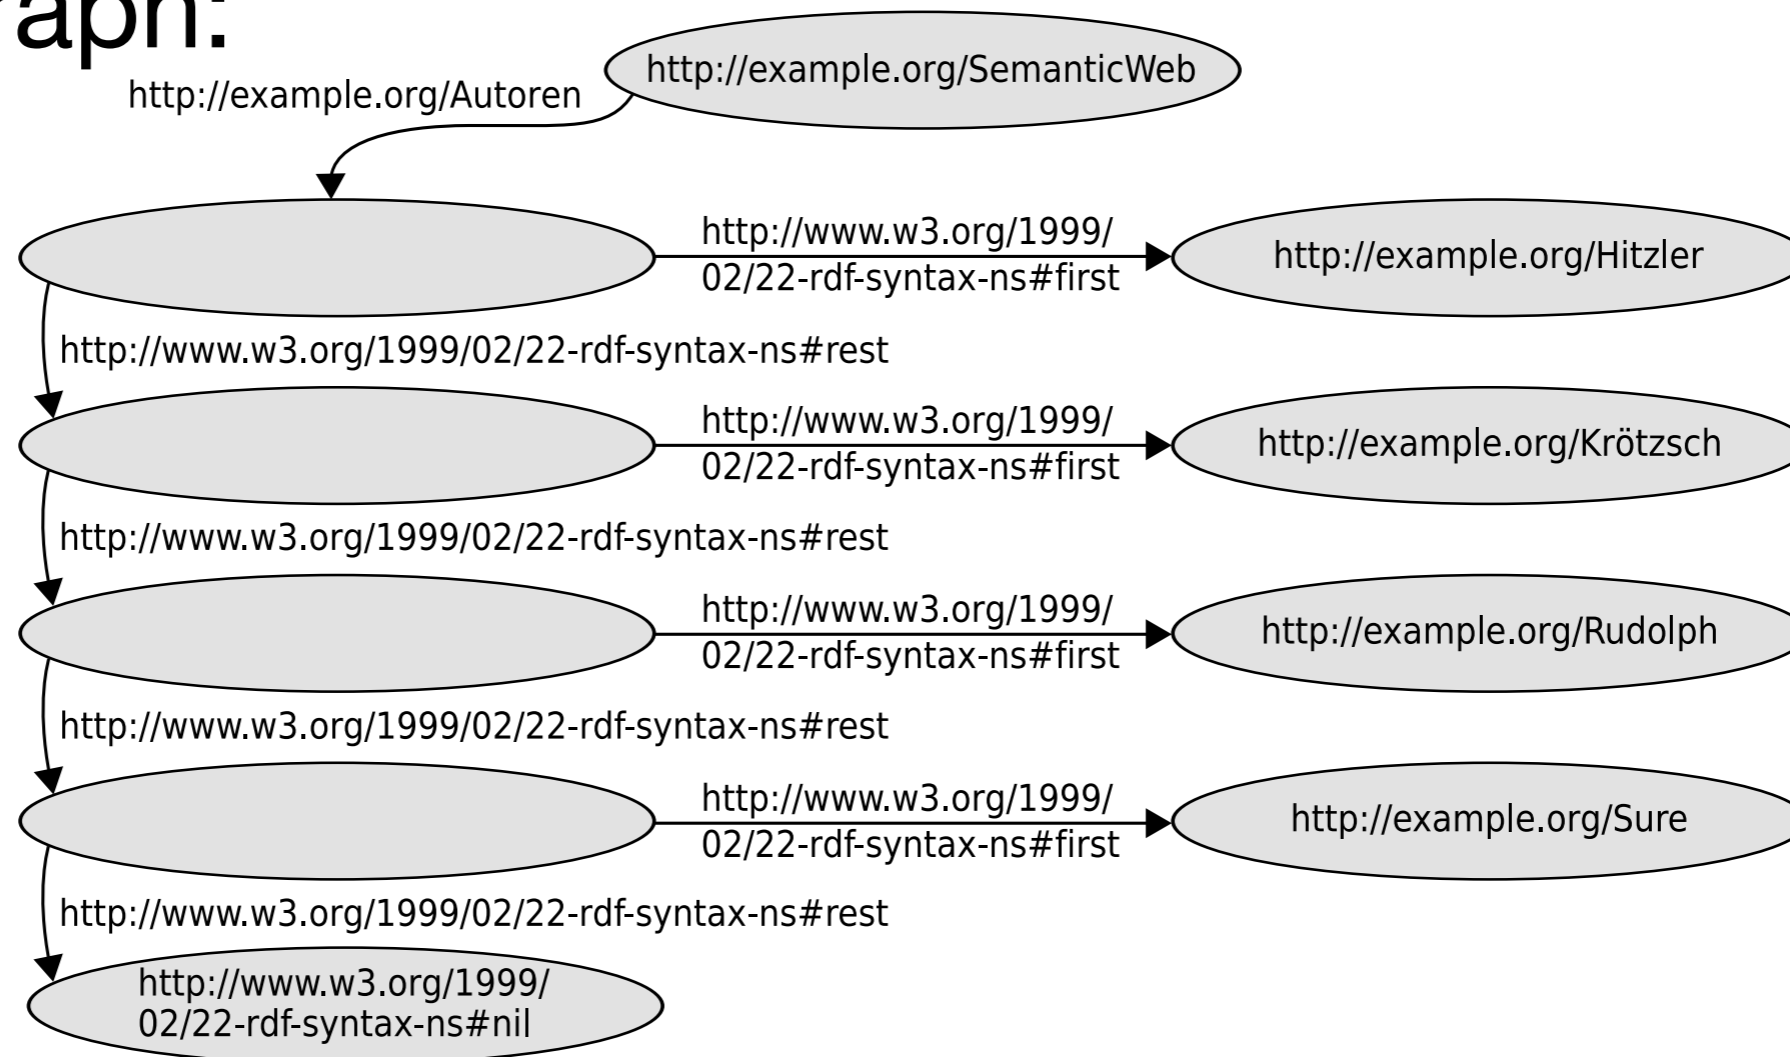 raph:
http://example.org/SemanticWeb
http://example.org/Autoren
http://www.w3.org/1999/
02/22-rdf-syntax-ns#first
http://example.org/Hitzler
http://www.w3.org/1999/02/22-rdf-syntax-ns#rest
http://www.w3.org/1999/
02/22-rdf-syntax-ns#first
http://example.org/Krötzsch
http://www.w3.org/1999/02/22-rdf-syntax-ns#rest
http://www.w3.org/1999/
02/22-rdf-syntax-ns#first
http://example.org/Rudolph
http://www.w3.org/1999/02/22-rdf-syntax-ns#rest
http://www.w3.org/1999/
02/22-rdf-syntax-ns#first
http://example.org/Sure
http://www.w3.org/1999/02/22-rdf-syntax-ns#rest
http://www.w3.org/1999/
02/22-rdf-syntax-ns#nil